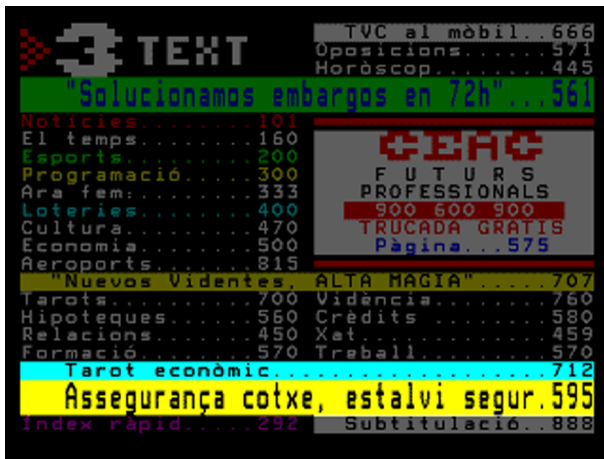 3 TEXT
TVC al mòbil..666
Oposicions.......571
Horòscop.........445
"Solucionamos embargos en 72h"...561
Notícies.........101
El temps.........160
Esports..........200
Programació......300
Ara fem:.........333
Loteries.........400
Cultura..........470
Economia.........500
Aeroports........815
CEAC
FUTURS
PROFESSIONALS
900 600 900
TRUCADA GRATIS
Pàgina...575
"Nuevos Videntes, ALTA MAGIA".....707
Tarots...........700 Vidència.........760
Hipoteques.......560 Crèdits .........580
Relacions........450 Xat..............459
Formació.........570 Treball..........570
Tarot econòmic....................712
Assegurança cotxe, estalvi segur.595
Índex ràpid......292 Subtitulació..888